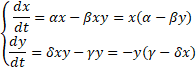 dx/dt = αx − βxy = x(α − βy)
dy/dt = δxy − γy = −y(γ − δx)